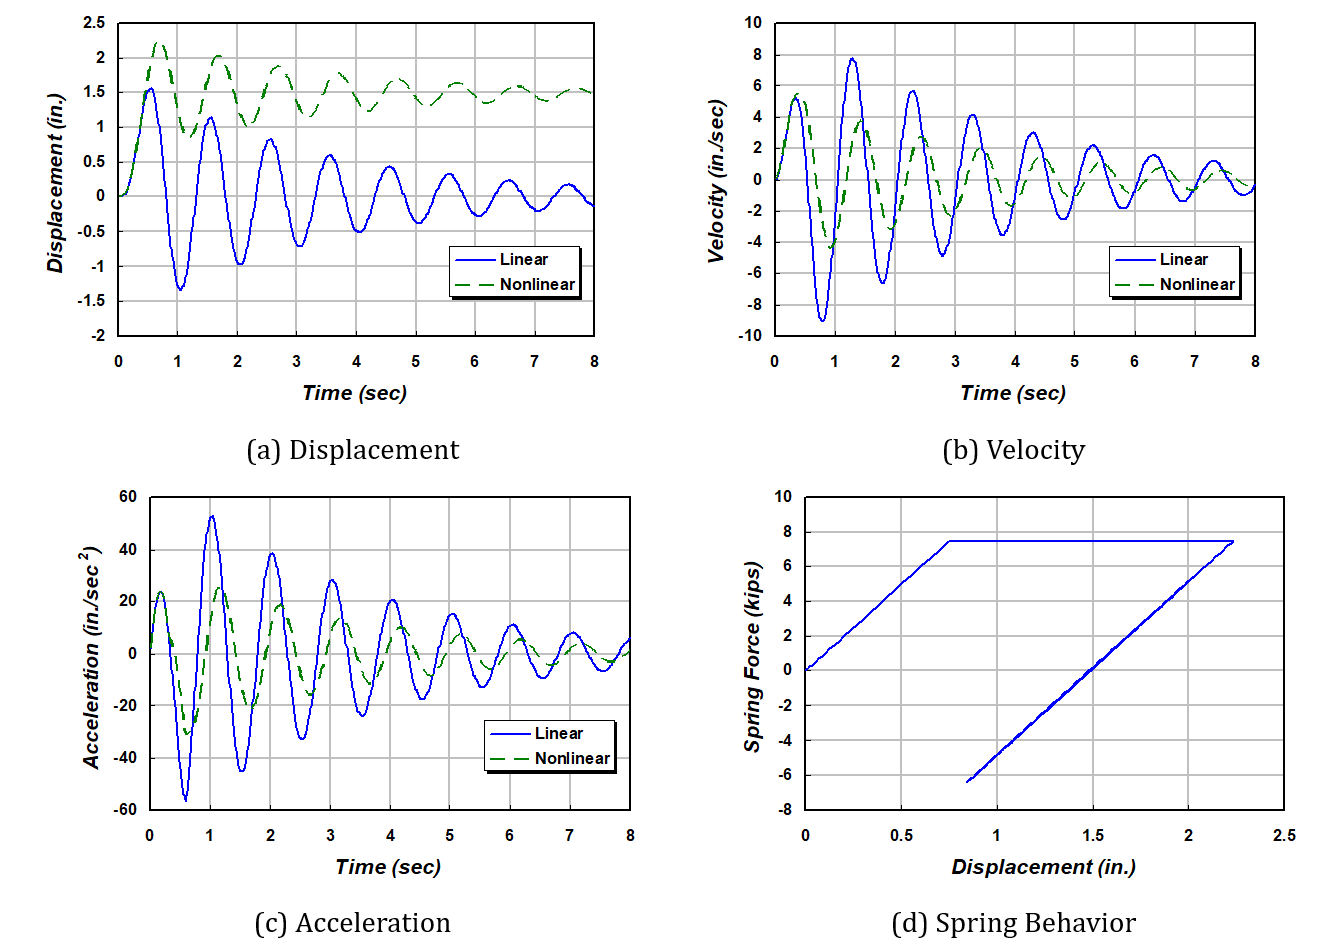 2.5
2
1.5
1
0.5
0
-0.5
-1
-1.5
-2
Displacement (in.)
Linear
Nonlinear
0 1 2 3 4 5 6 7 8
Time (sec)
(a) Displacement
10
8
6
4
2
0
-2
-4
-6
-8
-10
Velocity (in./sec)
Linear
Nonlinear
0 1 2 3 4 5 6 7 8
Time (sec)
(b) Velocity
60
40
20
0
-20
-40
-60
Acceleration (in./sec 2)
Linear
Nonlinear
0 1 2 3 4 5 6 7 8
Time (sec)
(c) Acceleration
10
8
6
4
2
0
-2
-4
-6
-8
Spring Force (kips)
0 0.5 1 1.5 2 2.5
Displacement (in.)
(d) Spring Behavior